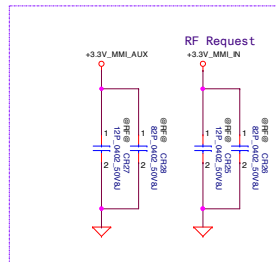 RF Request
+3.3V_MMI_AUX
+3.3V_MMI_IN
1
2
@RF@ CR27
12P_0402_50V8J
1
2
@RF@ CR28
82P_0402_50V8J
1
2
@RF@ CR25
12P_0402_50V8J
1
2
@RF@ CR26
82P_0402_50V8J